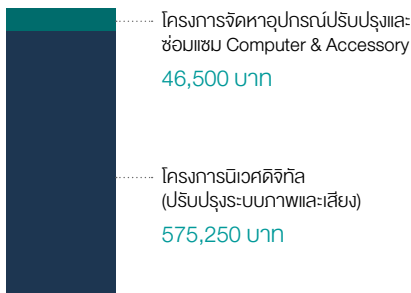 โครงการจัดหาอุปกรณ์ปรับปรุงและ
ซ่อมแซม Computer & Accessory
46,500 บาท
โครงการนิเวศดิจิทัล
(ปรับปรุงระบบภาพและเสียง)
575,250 บาท